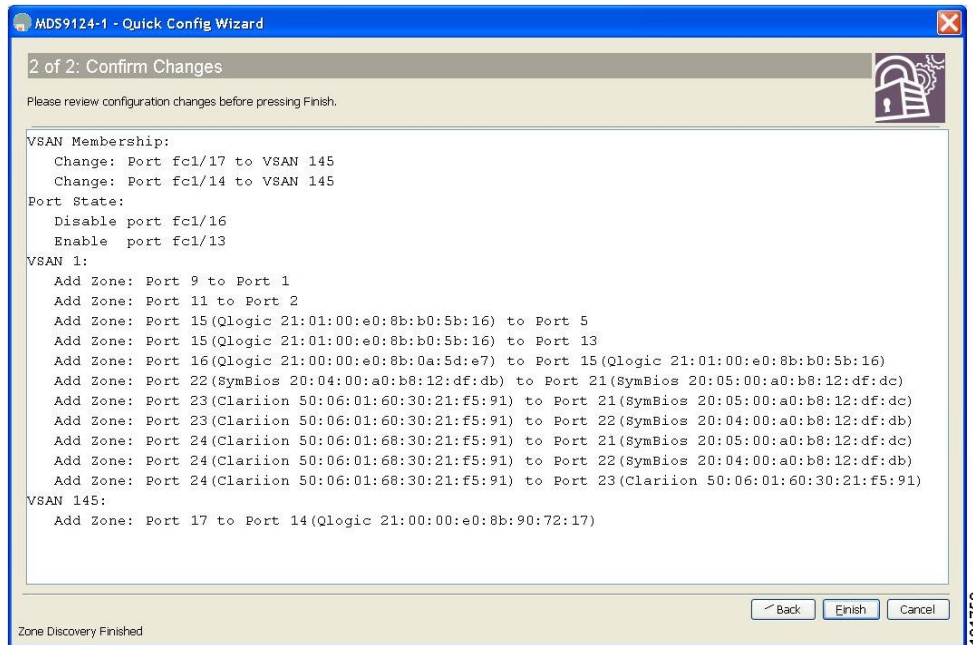 MDS9124-1 - Quick Config Wizard
2 of 2: Confirm Changes
Please review configuration changes before pressing Finish.
VSAN Membership:
Change: Port fc1/17 to VSAN 145
Change: Port fc1/14 to VSAN 145
Port State:
Disable port fc1/16
Enable port fc1/13
VSAN 1:
Add Zone: Port 9 to Port 1
Add Zone: Port 11 to Port 2
Add Zone: Port 15(Qlogic 21:01:00:e0:8b:b0:5b:16) to Port 5
Add Zone: Port 15(Qlogic 21:01:00:e0:8b:b0:5b:16) to Port 13
Add Zone: Port 16(Qlogic 21:00:00:e0:8b:0a:5d:e7) to Port 15(Qlogic 21:01:00:e0:8b:b0:5b:16)
Add Zone: Port 22(SymBios 20:04:00:a0:b8:12:df:db) to Port 21(SymBios 20:05:00:a0:b8:12:df:dc)
Add Zone: Port 23(Clariion 50:06:01:60:30:21:f5:91) to Port 21(SymBios 20:05:00:a0:b8:12:df:dc)
Add Zone: Port 23(Clariion 50:06:01:60:30:21:f5:91) to Port 22(SymBios 20:04:00:a0:b8:12:df:db)
Add Zone: Port 24(Clariion 50:06:01:68:30:21:f5:91) to Port 21(SymBios 20:05:00:a0:b8:12:df:dc)
Add Zone: Port 24(Clariion 50:06:01:68:30:21:f5:91) to Port 22(SymBios 20:04:00:a0:b8:12:df:db)
Add Zone: Port 24(Clariion 50:06:01:68:30:21:f5:91) to Port 23(Clariion 50:06:01:60:30:21:f5:91)
VSAN 145:
Add Zone: Port 17 to Port 14(Qlogic 21:00:00:e0:8b:90:72:17)
Back Finish Cancel
Zone Discovery Finished